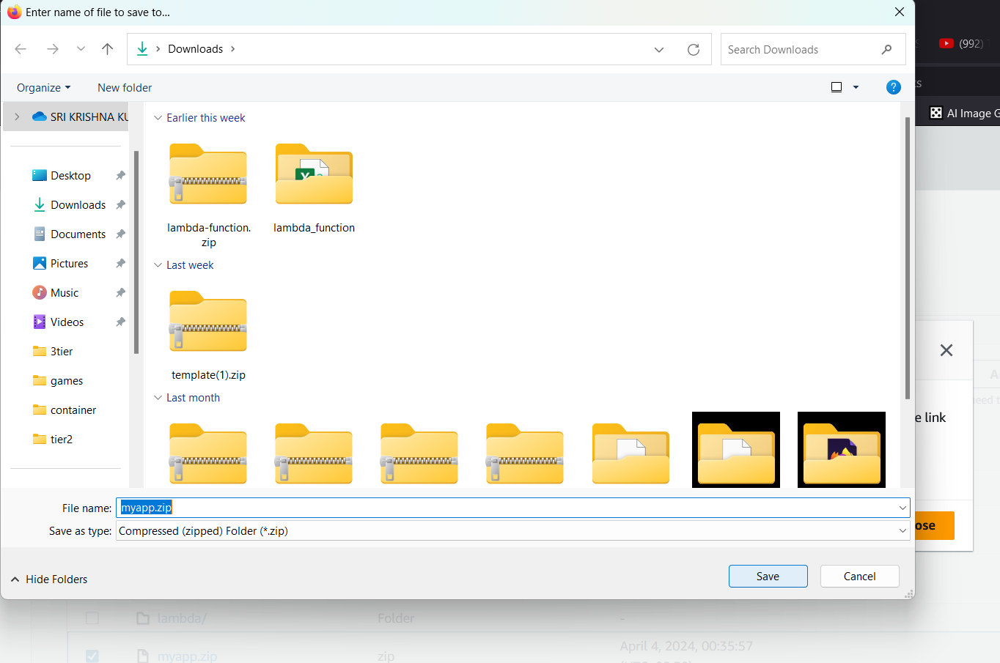 Enter name of file to save to...
(992)
Downloads
Search Downloads
Organize
New folder
AI Image G
SRI KRISHNA KU
Earlier this week
Desktop
Downloads
Documents
Pictures
Music
Videos
3tier
games
container
tier2
lambda-function.
zip
lambda_function
Last week
template(1).zip
Last month
e link
File name:
myapp.zip
Save as type:
Compressed (zipped) Folder (*.zip)
ose
Hide Folders
Save
Cancel
lambda/
Folder
-
myapp.zip
zip
April 4, 2024, 00:35:57